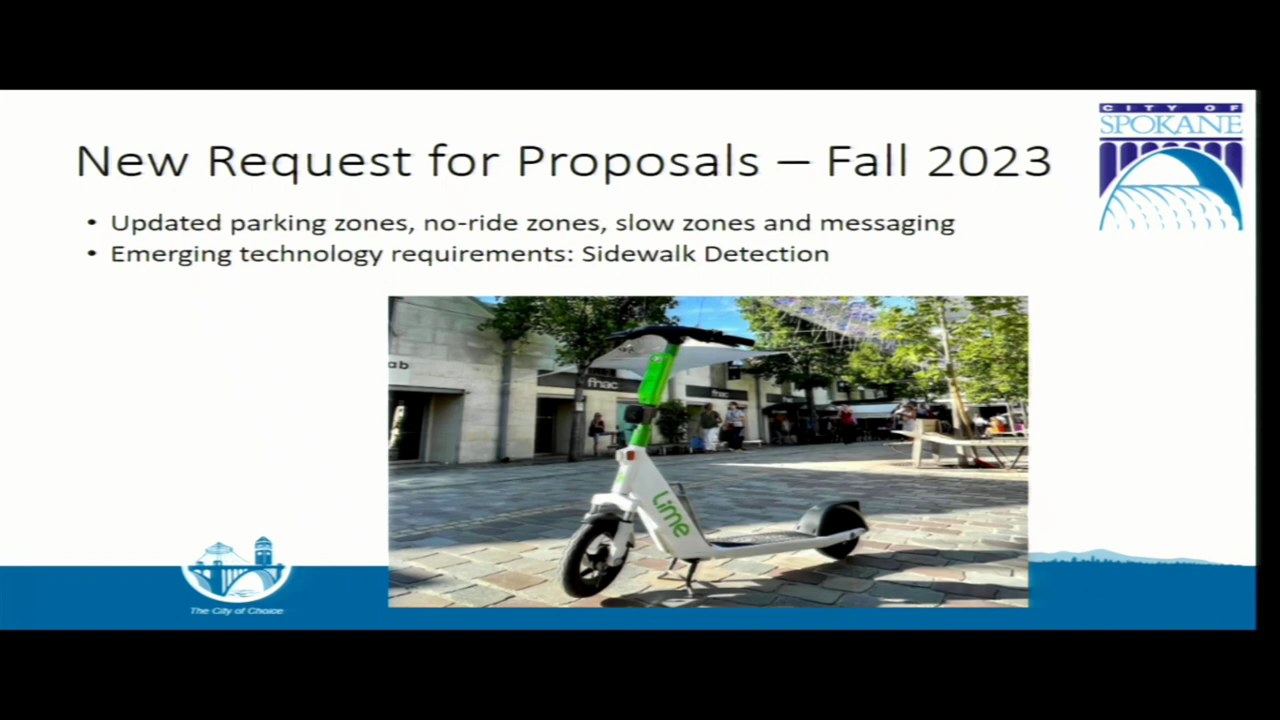 CITY OF
SPOKANE
New Request for Proposals – Fall 2023
• Updated parking zones, no-ride zones, slow zones and messaging
• Emerging technology requirements: Sidewalk Detection
ab
fnac
fnac
Lime
The City of Choice